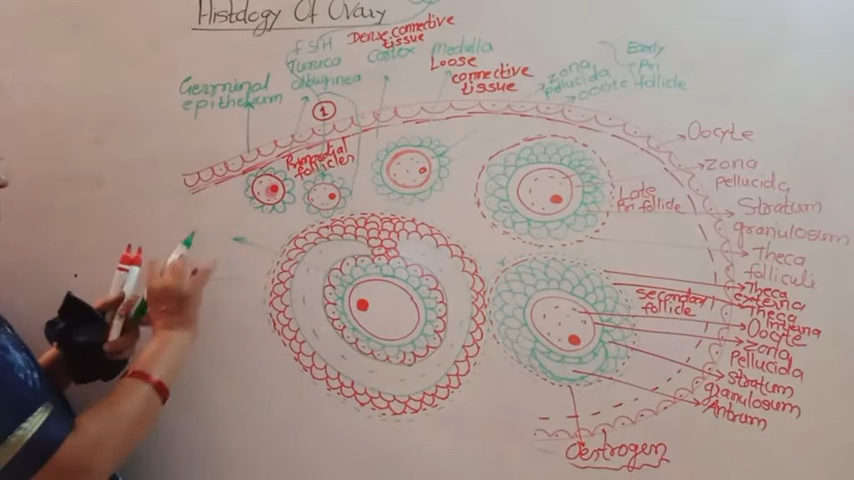 Histology Of Ovary
Germinal
epithelium
FSH
Tunica
albuginea
Dense connective
tissue
Cortex
Medulla
Loose
connective
tissue
zona
pellucida
oocyte
Early
Pri
follicle
1
Primordial
follicles
Late
Pri follicle
secondary
follicle
Oocyte
zona
pellucida
Stratum
granulosum
Theca
folliculi
Theca
externa
Theca
Interna
Oocyte
zona
pellucida
Stratum
granulosum
Antrum
Oestrogen